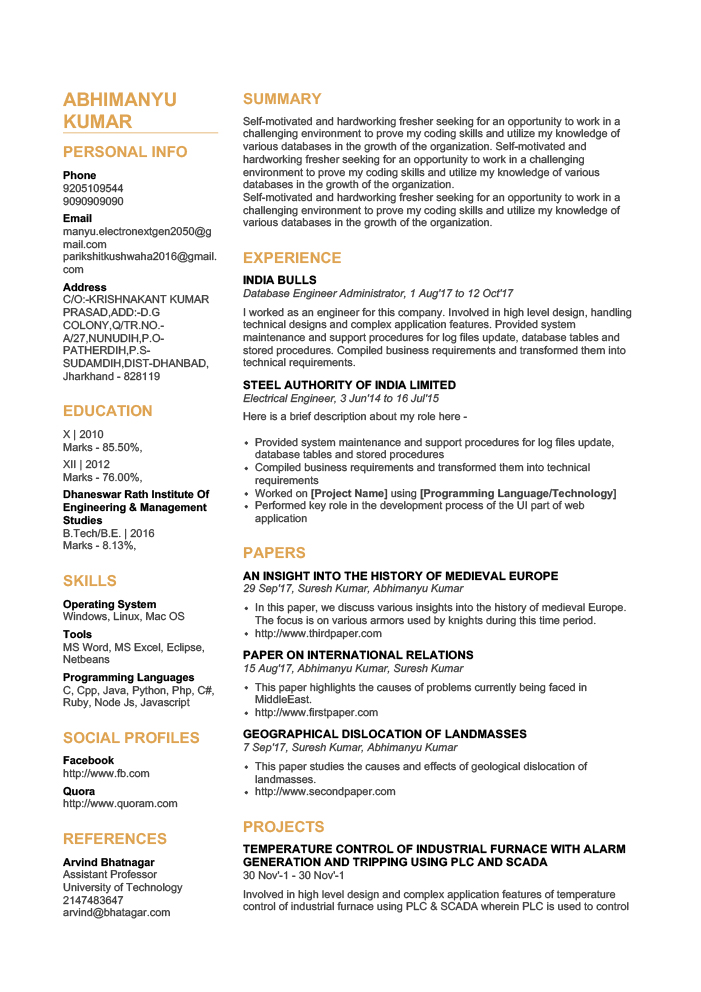 ABHIMANYU
KUMAR
PERSONAL INFO
Phone
9205109544
9090909090
Email
manyu.electronextgen2050@g
mail.com
parikshitkushwaha2016@gmail.
com
Address
C/O:-KRISHNAKANT KUMAR
PRASAD,ADD:-D.G
COLONY,Q/TR.NO.-
A/27,NUNUDIH,P.O-
PATHERDIH,P.S-
SUDAMDIH,DIST-DHANBAD,
Jharkhand - 828119
EDUCATION
X | 2010
Marks - 85.50%,
XII | 2012
Marks - 76.00%,
Dhaneswar Rath Institute Of
Engineering & Management
Studies
B.Tech/B.E. | 2016
Marks - 8.13%,
SKILLS
Operating System
Windows, Linux, Mac OS
Tools
MS Word, MS Excel, Eclipse,
Netbeans
Programming Languages
C, Cpp, Java, Python, Php, C#,
Ruby, Node Js, Javascript
SOCIAL PROFILES
Facebook
http://www.fb.com
Quora
http://www.quoram.com
REFERENCES
Arvind Bhatnagar
Assistant Professor
University of Technology
2147483647
arvind@bhatagar.com
SUMMARY
Self-motivated and hardworking fresher seeking for an opportunity to work in a
challenging environment to prove my coding skills and utilize my knowledge of
various databases in the growth of the organization. Self-motivated and
hardworking fresher seeking for an opportunity to work in a challenging
environment to prove my coding skills and utilize my knowledge of various
databases in the growth of the organization.
Self-motivated and hardworking fresher seeking for an opportunity to work in a
challenging environment to prove my coding skills and utilize my knowledge of
various databases in the growth of the organization.
EXPERIENCE
INDIA BULLS
Database Engineer Administrator, 1 Aug'17 to 12 Oct'17
I worked as an engineer for this company. Involved in high level design, handling
technical designs and complex application features. Provided system
maintenance and support procedures for log files update, database tables and
stored procedures. Compiled business requirements and transformed them into
technical requirements.
STEEL AUTHORITY OF INDIA LIMITED
Electrical Engineer, 3 Jun'14 to 16 Jul'15
Here is a brief description about my role here -
• Provided system maintenance and support procedures for log files update,
database tables and stored procedures
• Compiled business requirements and transformed them into technical
requirements
• Worked on [Project Name] using [Programming Language/Technology]
• Performed key role in the development process of the UI part of web
application
PAPERS
AN INSIGHT INTO THE HISTORY OF MEDIEVAL EUROPE
29 Sep'17, Suresh Kumar, Abhimanyu Kumar
• In this paper, we discuss various insights into the history of medieval Europe.
The focus is on various armors used by knights during this time period.
• http://www.thirdpaper.com
PAPER ON INTERNATIONAL RELATIONS
15 Aug'17, Abhimanyu Kumar, Suresh Kumar
• This paper highlights the causes of problems currently being faced in
MiddleEast.
• http://www.firstpaper.com
GEOGRAPHICAL DISLOCATION OF LANDMASSES
7 Sep'17, Suresh Kumar, Abhimanyu Kumar
• This paper studies the causes and effects of geological dislocation of
landmasses.
• http://www.secondpaper.com
PROJECTS
TEMPERATURE CONTROL OF INDUSTRIAL FURNACE WITH ALARM
GENERATION AND TRIPPING USING PLC AND SCADA
30 Nov'-1 - 30 Nov'-1
Involved in high level design and complex application features of temperature
control of industrial furnace using PLC & SCADA wherein PLC is used to control